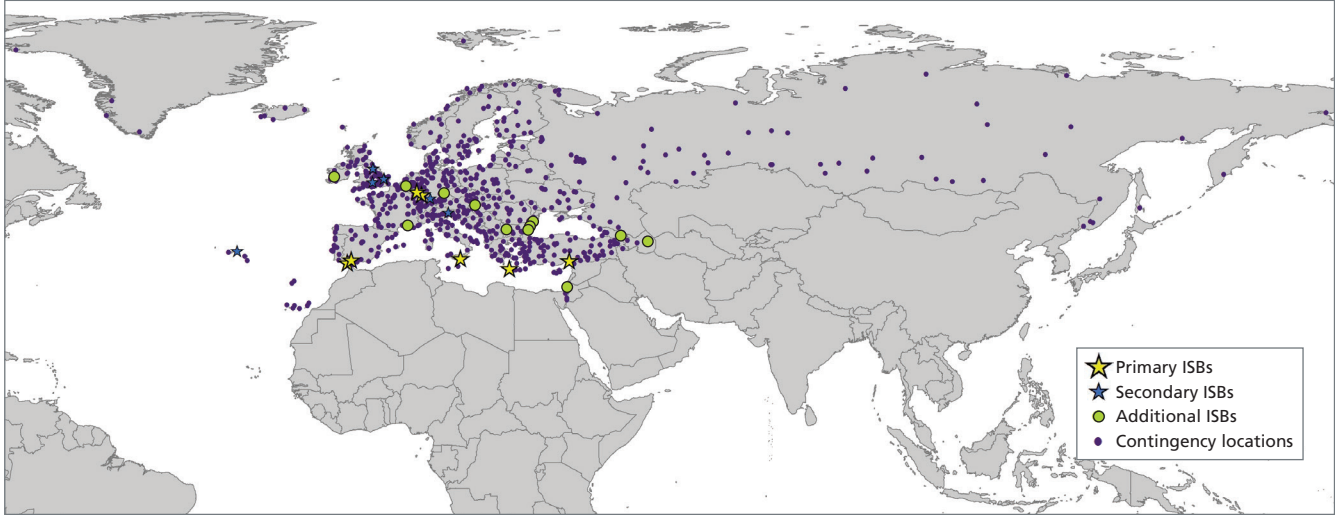 Primary ISBs
Secondary ISBs
Additional ISBs
Contingency locations